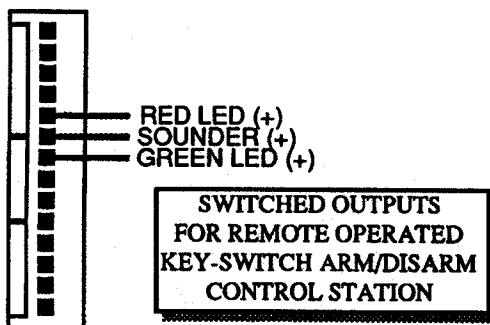 RED LED (+)
SOUNDER (+)
GREEN LED (+)
SWITCHED OUTPUTS
FOR REMOTE OPERATED
KEY-SWITCH ARM/DISARM
CONTROL STATION